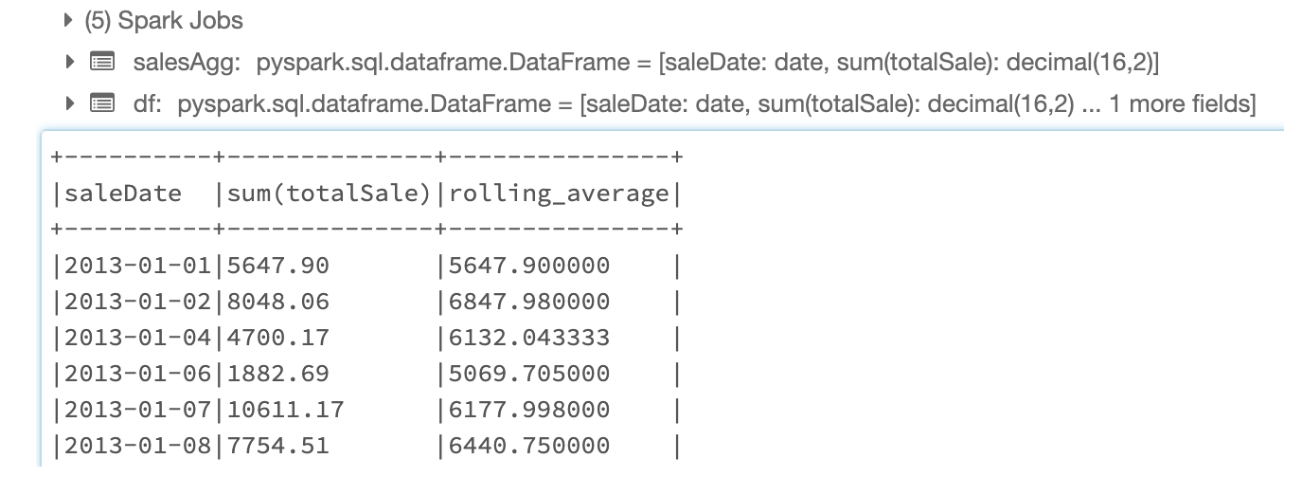 (5) Spark Jobs
salesAgg: pyspark.sql.dataframe.DataFrame = [saleDate: date, sum(totalSale): decimal(16,2)]
df: pyspark.sql.dataframe.DataFrame = [saleDate: date, sum(totalSale): decimal(16,2) ... 1 more fields]
+----------+--------------+---------------+
|saleDate  |sum(totalSale)|rolling_average|
+----------+--------------+---------------+
|2013-01-01|5647.90       |5647.900000    |
|2013-01-02|8048.06       |6847.980000    |
|2013-01-04|4700.17       |6132.043333    |
|2013-01-06|1882.69       |5069.705000    |
|2013-01-07|10611.17      |6177.998000    |
|2013-01-08|7754.51       |6440.750000    |